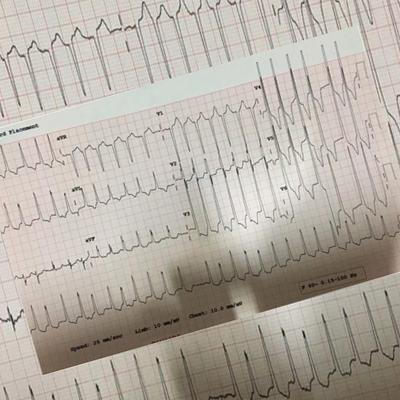 rd Placement
aVR
V1
V4
aVL
V2
V5
aVF
V3
V6
Speed: 25 mm/sec Limb: 10 mm/mV Chest: 10.0 mm/mV
F 60~ 0.15-100 Hz